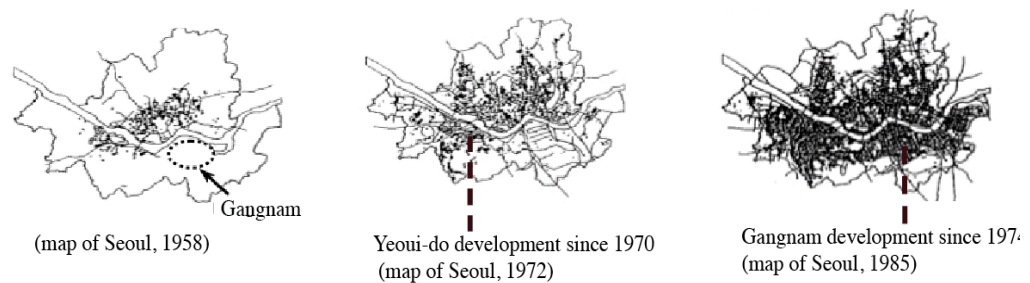 Gangnam
(map of Seoul, 1958)
Yeoui-do development since 1970
(map of Seoul, 1972)
Gangnam development since 1974
(map of Seoul, 1985)